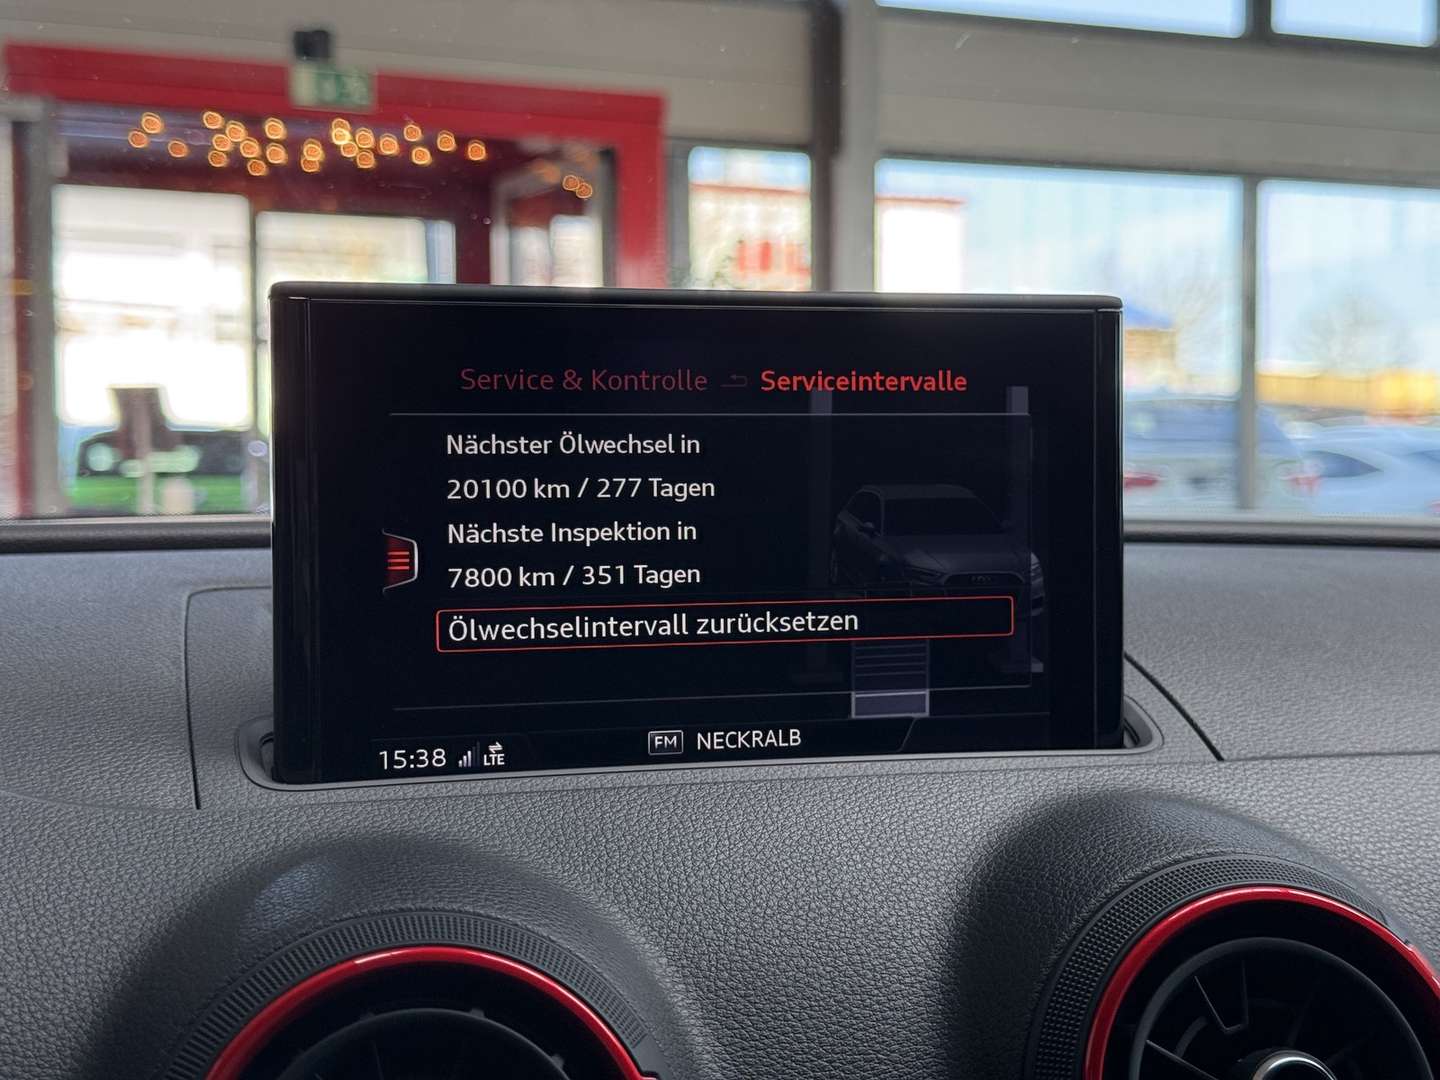 Service & Kontrolle Serviceintervalle
Nächster Ölwechsel in
20100 km / 277 Tagen
Nächste Inspektion in
7800 km / 351 Tagen
Ölwechselintervall zurücksetzen
15:38 LTE FM NECKRALB